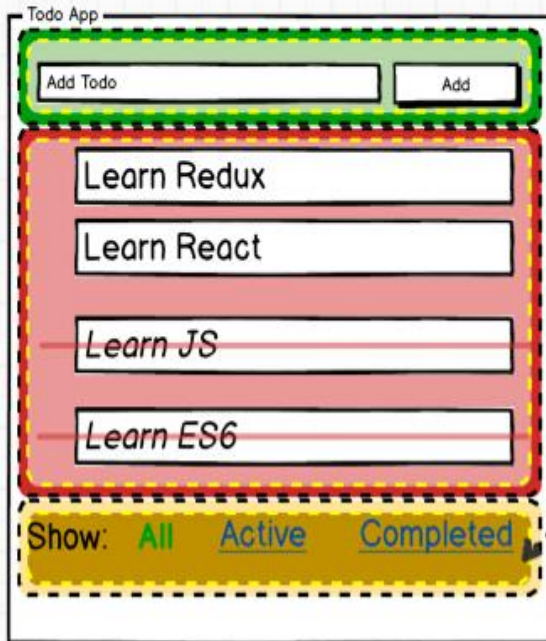 Todo App
Add Todo Add
Learn Redux
Learn React
Learn JS
Learn ES6
Show: All Active Completed